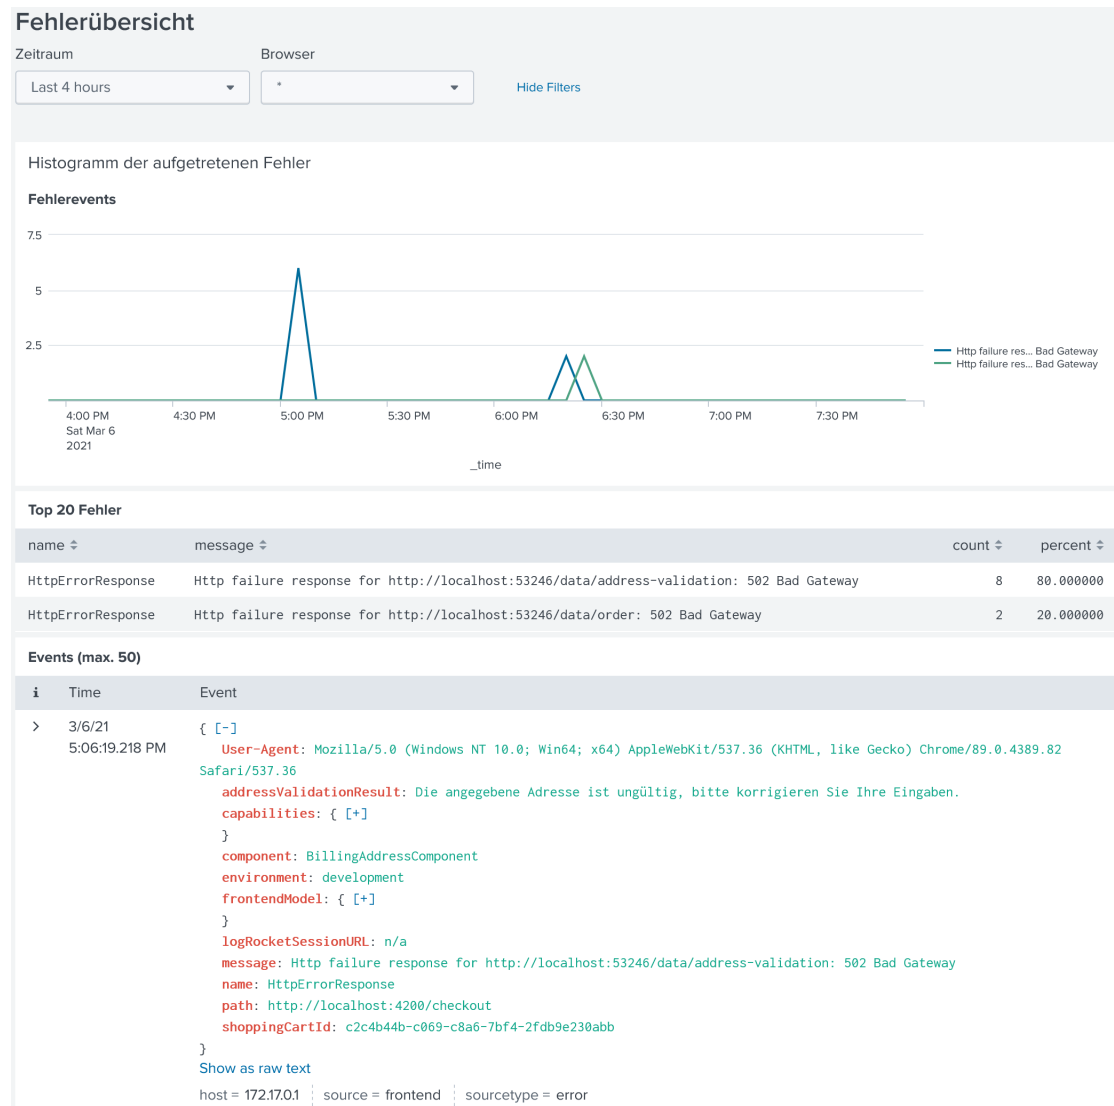 Fehlerübersicht
Zeitraum Browser
Last 4 hours * Hide Filters
Histogramm der aufgetretenen Fehler
Fehlerevents
7.5
5
2.5
Http failure res... Bad Gateway
Http failure res... Bad Gateway
4:00 PM 4:30 PM 5:00 PM 5:30 PM 6:00 PM 6:30 PM 7:00 PM 7:30 PM
Sat Mar 6
2021
_time
Top 20 Fehler
name message count percent
HttpErrorResponse Http failure response for http://localhost:53246/data/address-validation: 502 Bad Gateway 8 80.000000
HttpErrorResponse Http failure response for http://localhost:53246/data/order: 502 Bad Gateway 2 20.000000
Events (max. 50)
i Time Event
3/6/21 { [-]
5:06:19.218 PM User-Agent: Mozilla/5.0 (Windows NT 10.0; Win64; x64) AppleWebKit/537.36 (KHTML, like Gecko) Chrome/89.0.4389.82
Safari/537.36
addressValidationResult: Die angegebene Adresse ist ungültig, bitte korrigieren Sie Ihre Eingaben.
capabilities: { [+]
}
component: BillingAddressComponent
environment: development
frontendModel: { [+]
}
logRocketSessionURL: n/a
message: Http failure response for http://localhost:53246/data/address-validation: 502 Bad Gateway
name: HttpErrorResponse
path: http://localhost:4200/checkout
shoppingCartId: c2c4b44b-c069-c8a6-7bf4-2fdb9e230abb
}
Show as raw text
host = 172.17.0.1 source = frontend sourcetype = error